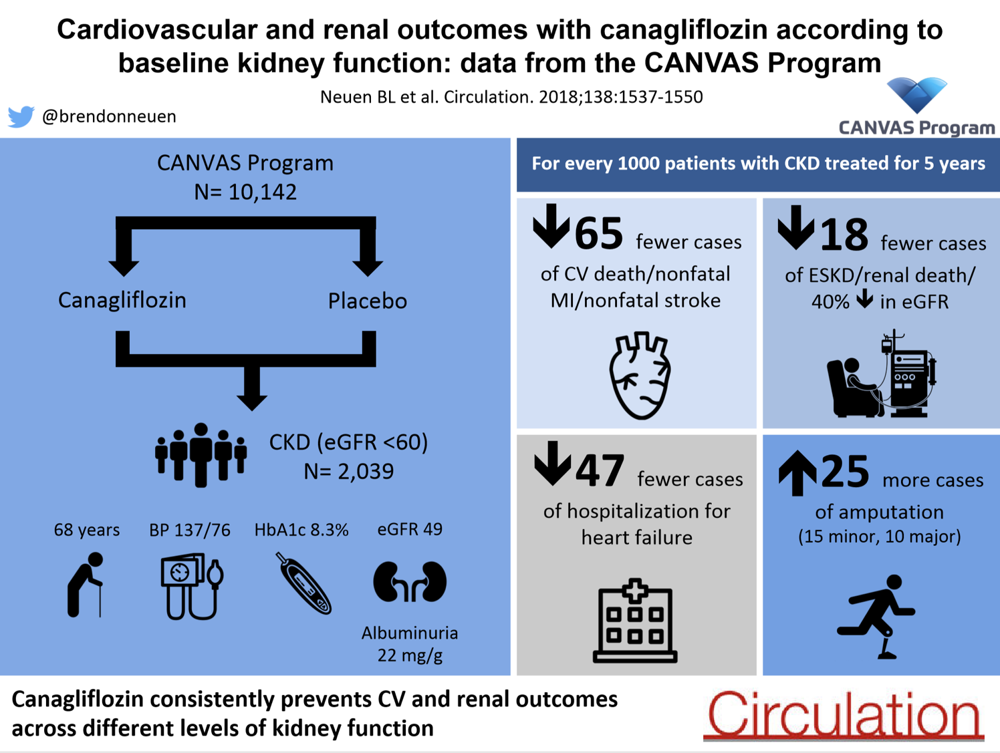 Cardiovascular and renal outcomes with canagliflozin according to
baseline kidney function: data from the CANVAS Program
Neuen BL et al. Circulation. 2018;138:1537-1550
@brendonneuen
CANVAS Program
CANVAS Program
N= 10,142
Canagliflozin
Placebo
CKD (eGFR <60)
N= 2,039
68 years
BP 137/76
HbA1c 8.3%
eGFR 49
Albuminuria
22 mg/g
For every 1000 patients with CKD treated for 5 years
65 fewer cases
of CV death/nonfatal
MI/nonfatal stroke
18 fewer cases
of ESKD/renal death/
40% ↓ in eGFR
47 fewer cases
of hospitalization for
heart failure
25 more cases
of amputation
(15 minor, 10 major)
Canagliflozin consistently prevents CV and renal outcomes
across different levels of kidney function
Circulation